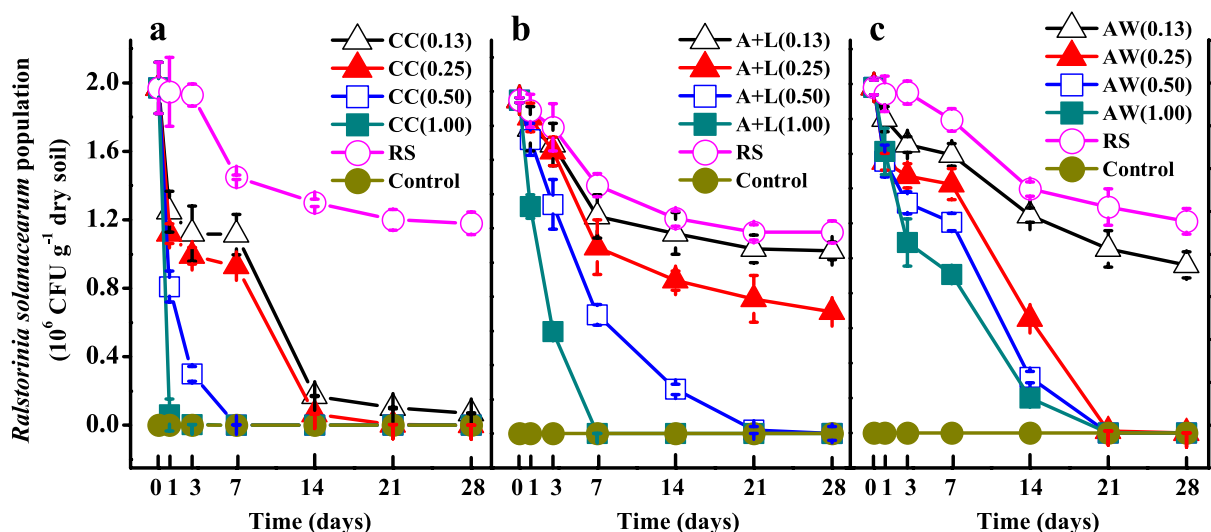 Ralstorinia solanacearum population
(10⁶ CFU g⁻¹ dry soil)
2.0
1.6
1.2
0.8
0.4
0.0
a
CC(0.13)
CC(0.25)
CC(0.50)
CC(1.00)
RS
Control
0 1 3 7 14 21 28
Time (days)
b
A+L(0.13)
A+L(0.25)
A+L(0.50)
A+L(1.00)
RS
Control
0 1 3 7 14 21 28
Time (days)
c
AW(0.13)
AW(0.25)
AW(0.50)
AW(1.00)
RS
Control
0 1 3 7 14 21 28
Time (days)